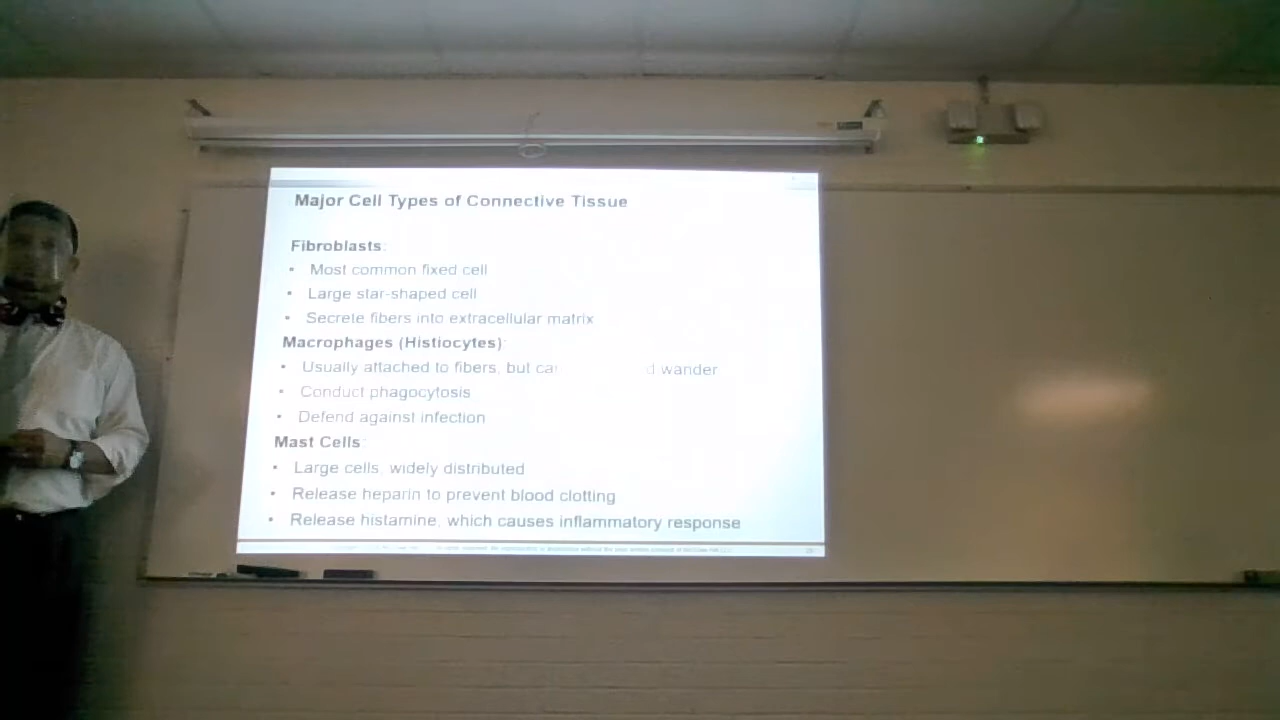 Major Cell Types of Connective Tissue
Fibroblasts:
• Most common fixed cell
• Large star-shaped cell
• Secrete fibers into extracellular matrix
Macrophages (Histiocytes):
• Usually attached to fibers, but wander
• Conduct phagocytosis
• Defend against infection
Mast Cells:
• Large cells, widely distributed
• Release heparin to prevent blood clotting
• Release histamine, which causes inflammatory response